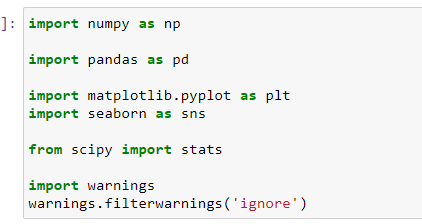 ]: import numpy as np
import pandas as pd
import matplotlib.pyplot as plt
import seaborn as sns
from scipy import stats
import warnings
warnings.filterwarnings('ignore')